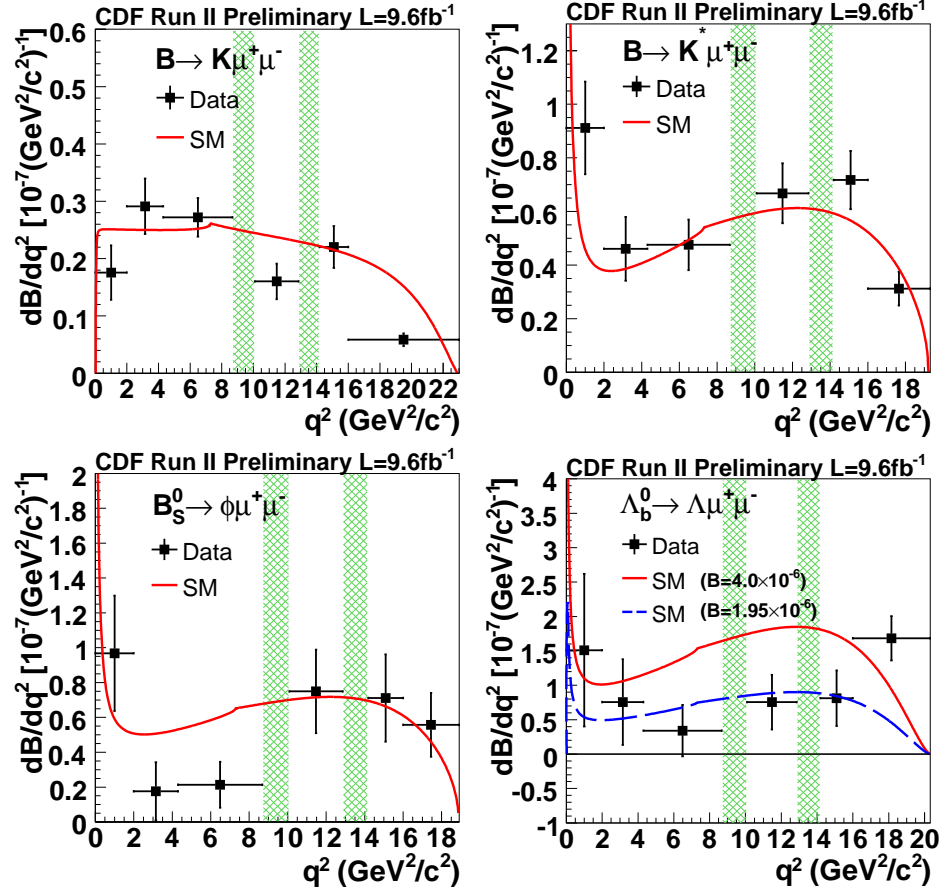 CDF Run II Preliminary L=9.6fb⁻¹
B→Kμ⁺μ⁻
Data
SM
dB/dq² [10⁻⁷(GeV²/c²)⁻¹]
0.6
0.5
0.4
0.3
0.2
0.1
0
0 2 4 6 8 10 12 14 16 18 20 22
q² (GeV²/c²)
CDF Run II Preliminary L=9.6fb⁻¹
B→K*μ⁺μ⁻
Data
SM
dB/dq² [10⁻⁷(GeV²/c²)⁻¹]
1.2
1
0.8
0.6
0.4
0.2
0
0 2 4 6 8 10 12 14 16 18
q² (GeV²/c²)
CDF Run II Preliminary L=9.6fb⁻¹
B⁰S→φμ⁺μ⁻
Data
SM
dB/dq² [10⁻⁷(GeV²/c²)⁻¹]
2
1.8
1.6
1.4
1.2
1
0.8
0.6
0.4
0.2
0
0 2 4 6 8 10 12 14 16 18
q² (GeV²/c²)
CDF Run II Preliminary L=9.6fb⁻¹
Λ⁰b→Λμ⁺μ⁻
Data
SM (B=4.0×10⁻⁶)
SM (B=1.95×10⁻⁶)
dB/dq² [10⁻⁷(GeV²/c²)⁻¹]
4
3.5
3
2.5
2
1.5
1
0.5
0
-0.5
-1
0 2 4 6 8 10 12 14 16 18 20
q² (GeV²/c²)